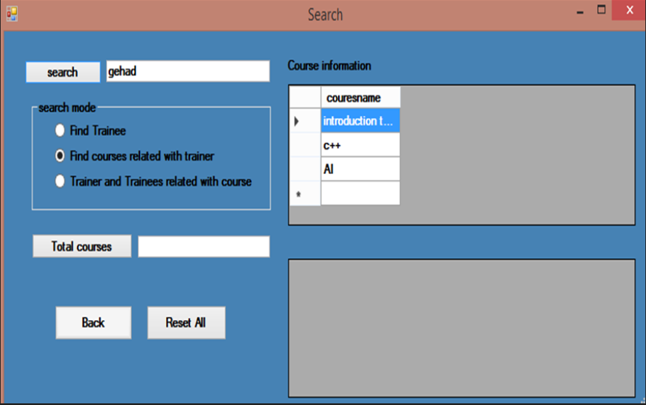 Search
search
gehad
search mode
Find Trainee
Find courses related with trainer
Trainer and Trainees related with course
Total courses
Back
Reset All
Course information
couresname
introduction t...
c++
AI